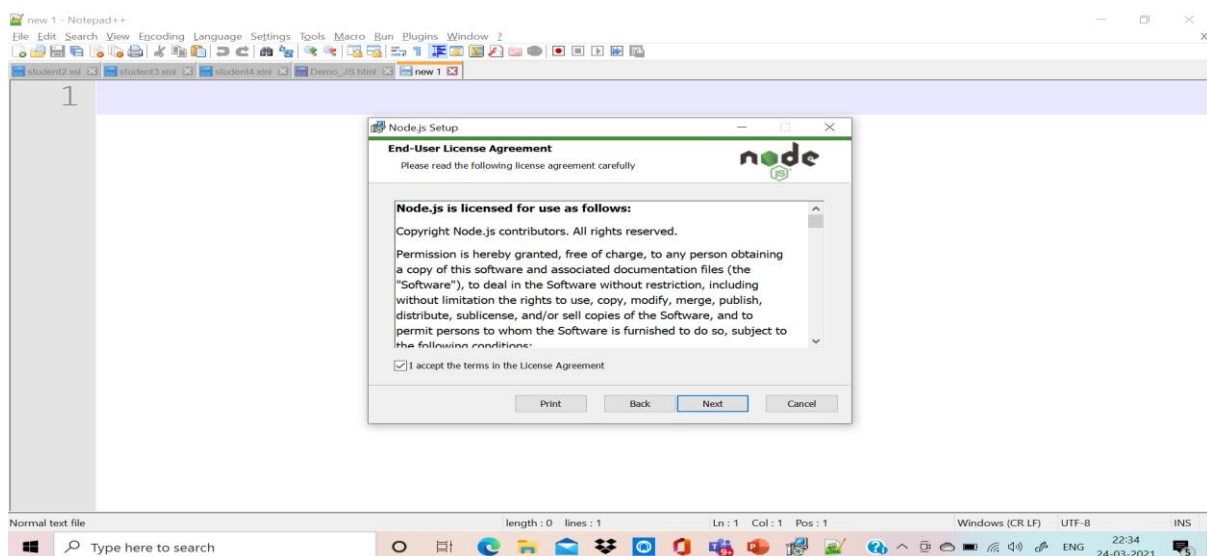 new 1 - Notepad++
File Edit Search View Encoding Language Settings Tools Macro Run Plugins Window ?
X
student2.xsl student3.xml student4.xml Demo_JS.html new 1
1
Node.js Setup
End-User License Agreement
Please read the following license agreement carefully
node
JS
Node.js is licensed for use as follows:
Copyright Node.js contributors. All rights reserved.
Permission is hereby granted, free of charge, to any person obtaining
a copy of this software and associated documentation files (the
"Software"), to deal in the Software without restriction, including
without limitation the rights to use, copy, modify, merge, publish,
distribute, sublicense, and/or sell copies of the Software, and to
permit persons to whom the Software is furnished to do so, subject to
the following conditions:
I accept the terms in the License Agreement
Print Back Next Cancel
Normal text file length : 0 lines : 1 Ln : 1 Col : 1 Pos : 1 Windows (CR LF) UTF-8 INS
Type here to search ENG 22:34
24-03-2021